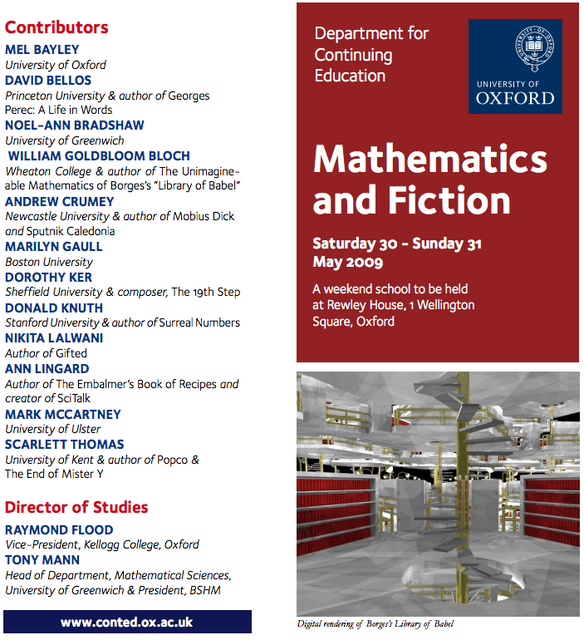 Contributors
MEL BAYLEY
University of Oxford
DAVID BELLOS
Princeton University & author of Georges
Perec: A Life in Words
NOEL–ANN BRADSHAW
University of Greenwich
WILLIAM GOLDBLOOM BLOCH
Wheaton College & author of The Unimagine-
able Mathematics of Borges's "Library of Babel"
ANDREW CRUMEY
Newcastle University & author of Mobius Dick
and Sputnik Caledonia
MARILYN GAULL
Boston University
DOROTHY KER
Sheffield University & composer, The 19th Step
DONALD KNUTH
Stanford University & author of Surreal Numbers
NIKITA LALWANI
Author of Gifted
ANN LINGARD
Author of The Embalmer's Book of Recipes and
creator of SciTalk
MARK MCCARTNEY
University of Ulster
SCARLETT THOMAS
University of Kent & author of Popco &
The End of Mister Y
Director of Studies
RAYMOND FLOOD
Vice–President, Kellogg College, Oxford
TONY MANN
Head of Department, Mathematical Sciences,
University of Greenwich & President, BSHM
www.conted.ox.ac.uk
Department for
Continuing
Education
UNIVERSITY OF
OXFORD
Mathematics
and Fiction
Saturday 30 – Sunday 31
May 2009
A weekend school to be held
at Rewley House, 1 Wellington
Square, Oxford
Digital rendering of Borges's Library of Babel